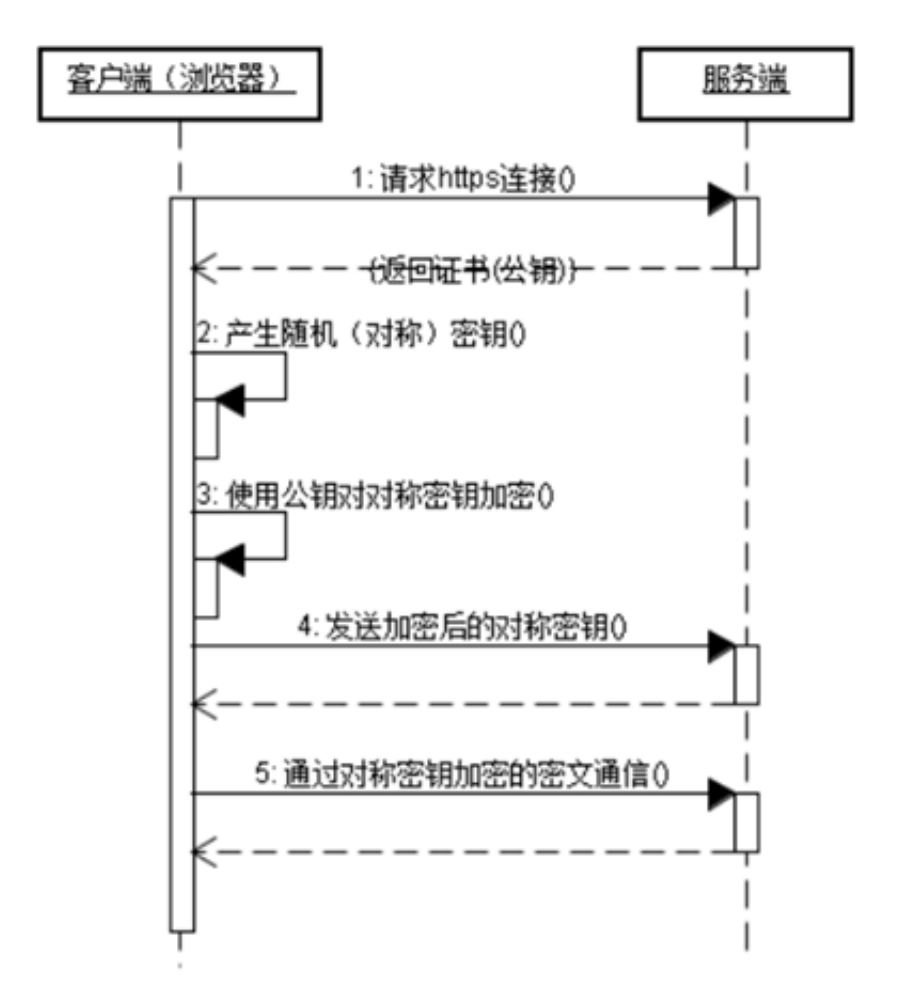 客户端（浏览器）
服务端
1: 请求https连接()
(返回证书(公钥))
2: 产生随机（对称）密钥()
3: 使用公钥对对称密钥加密()
4: 发送加密后的对称密钥()
5: 通过对称密钥加密的密文通信()